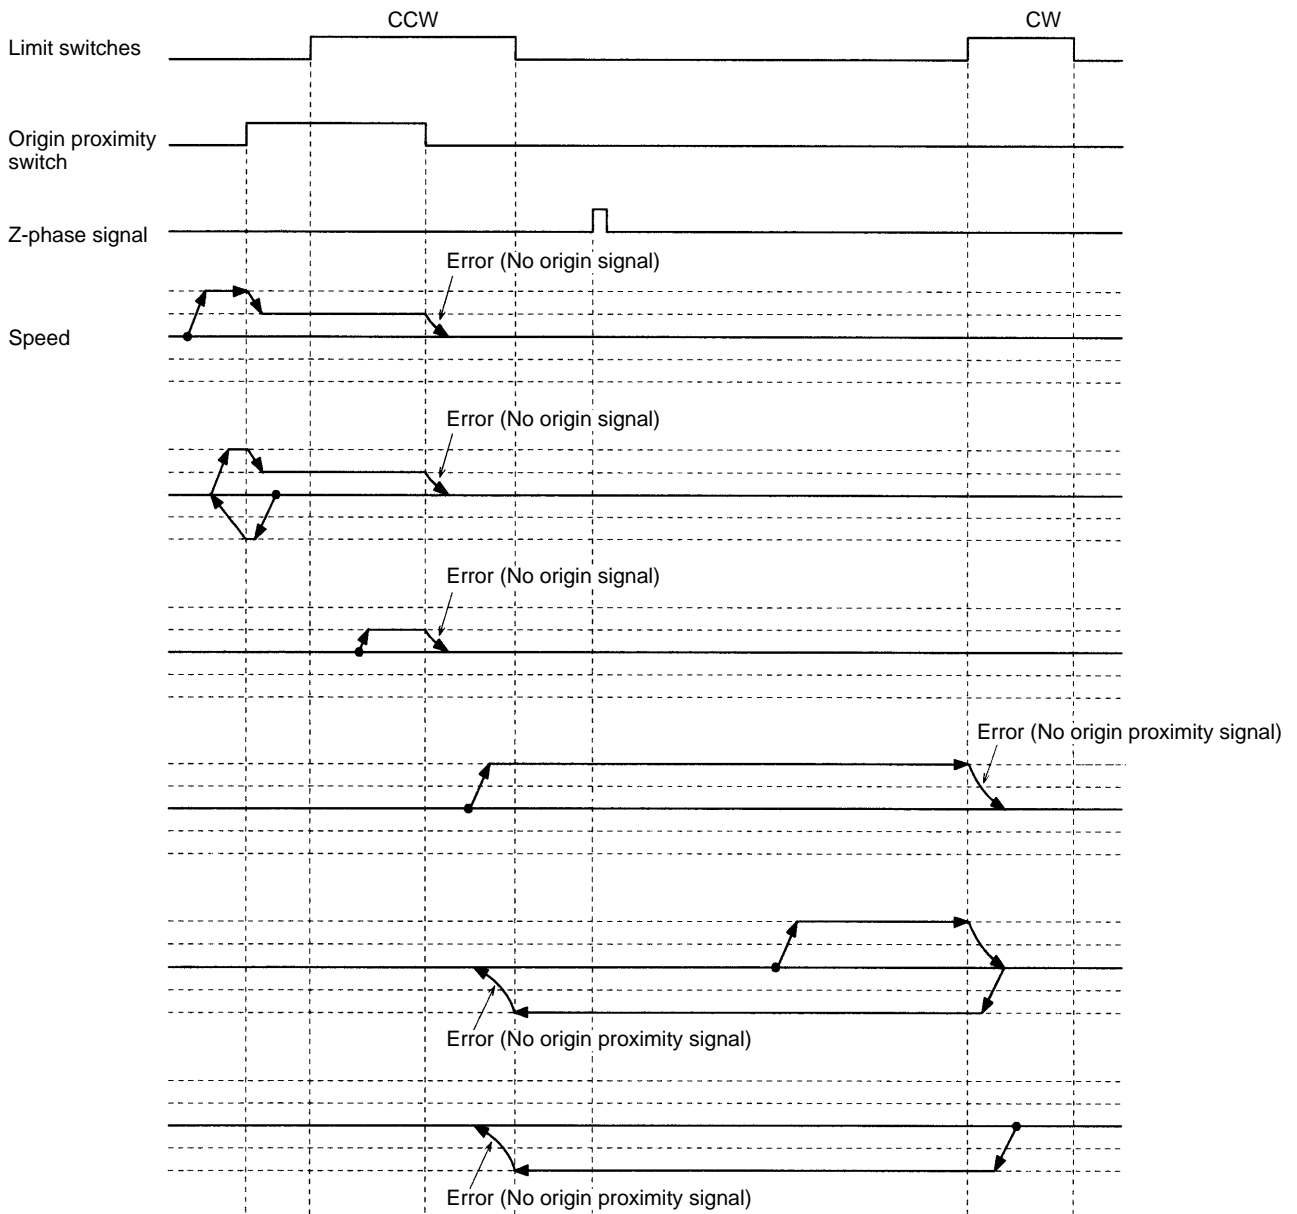 CCW
CW
Limit switches
Origin proximity
switch
Z-phase signal
Error (No origin signal)
Speed
Error (No origin signal)
Error (No origin signal)
Error (No origin proximity signal)
Error (No origin proximity signal)
Error (No origin proximity signal)